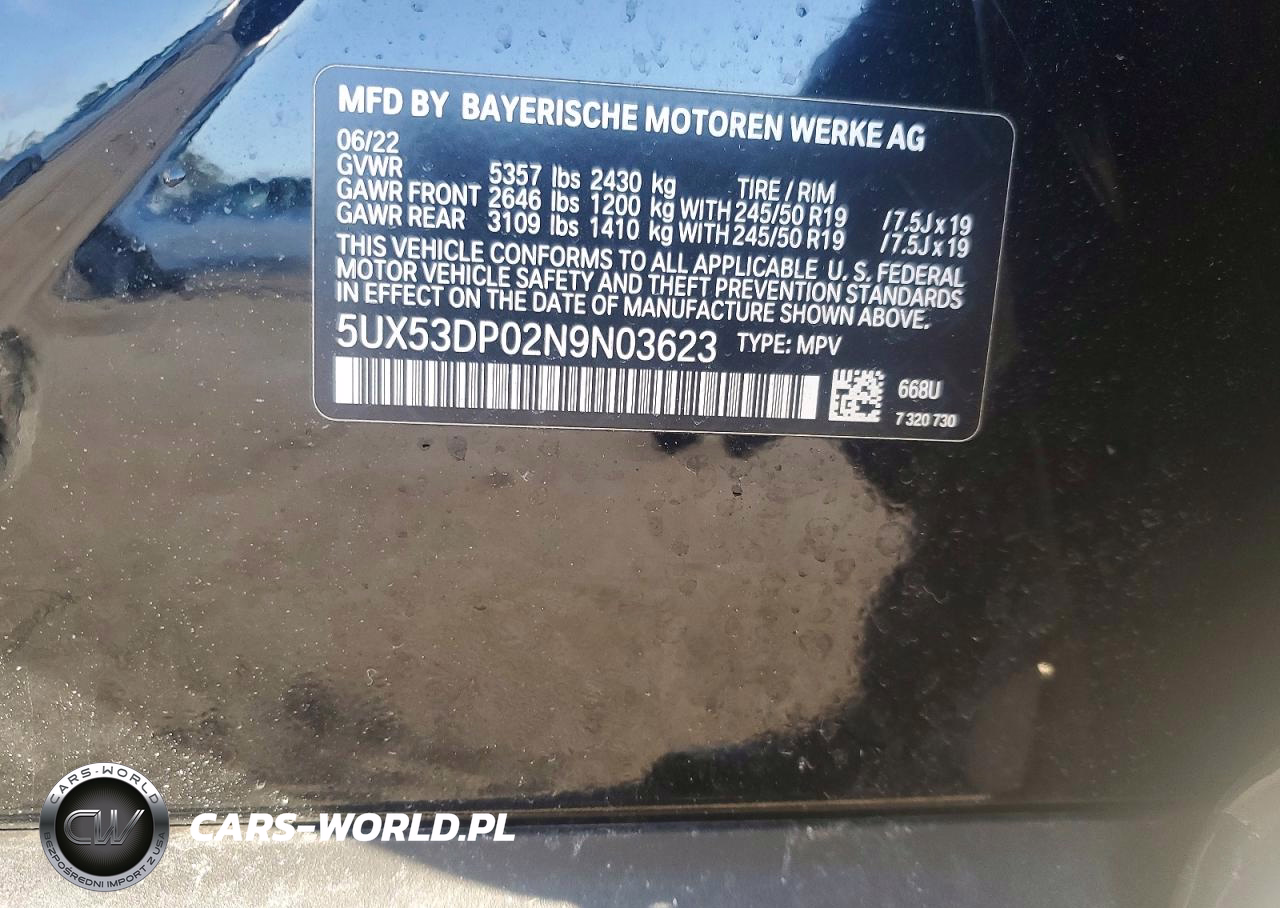 MFD BY BAYERISCHE MOTOREN WERKE AG
06/22
GVWR 5357 lbs 2430 kg TIRE / RIM
GAWR FRONT 2646 lbs 1200 kg WITH 245/50 R19 /7.5J x 19
GAWR REAR 3109 lbs 1410 kg WITH 245/50 R19 /7.5J x 19
THIS VEHICLE CONFORMS TO ALL APPLICABLE U. S. FEDERAL
MOTOR VEHICLE SAFETY AND THEFT PREVENTION STANDARDS
IN EFFECT ON THE DATE OF MANUFACTURE SHOWN ABOVE.
5UX53DP02N9N03623 TYPE: MPV
668U
7 320 730
CARS-WORLD
CW
BEZPOŚREDNI IMPORT Z USA
CARS-WORLD.PL